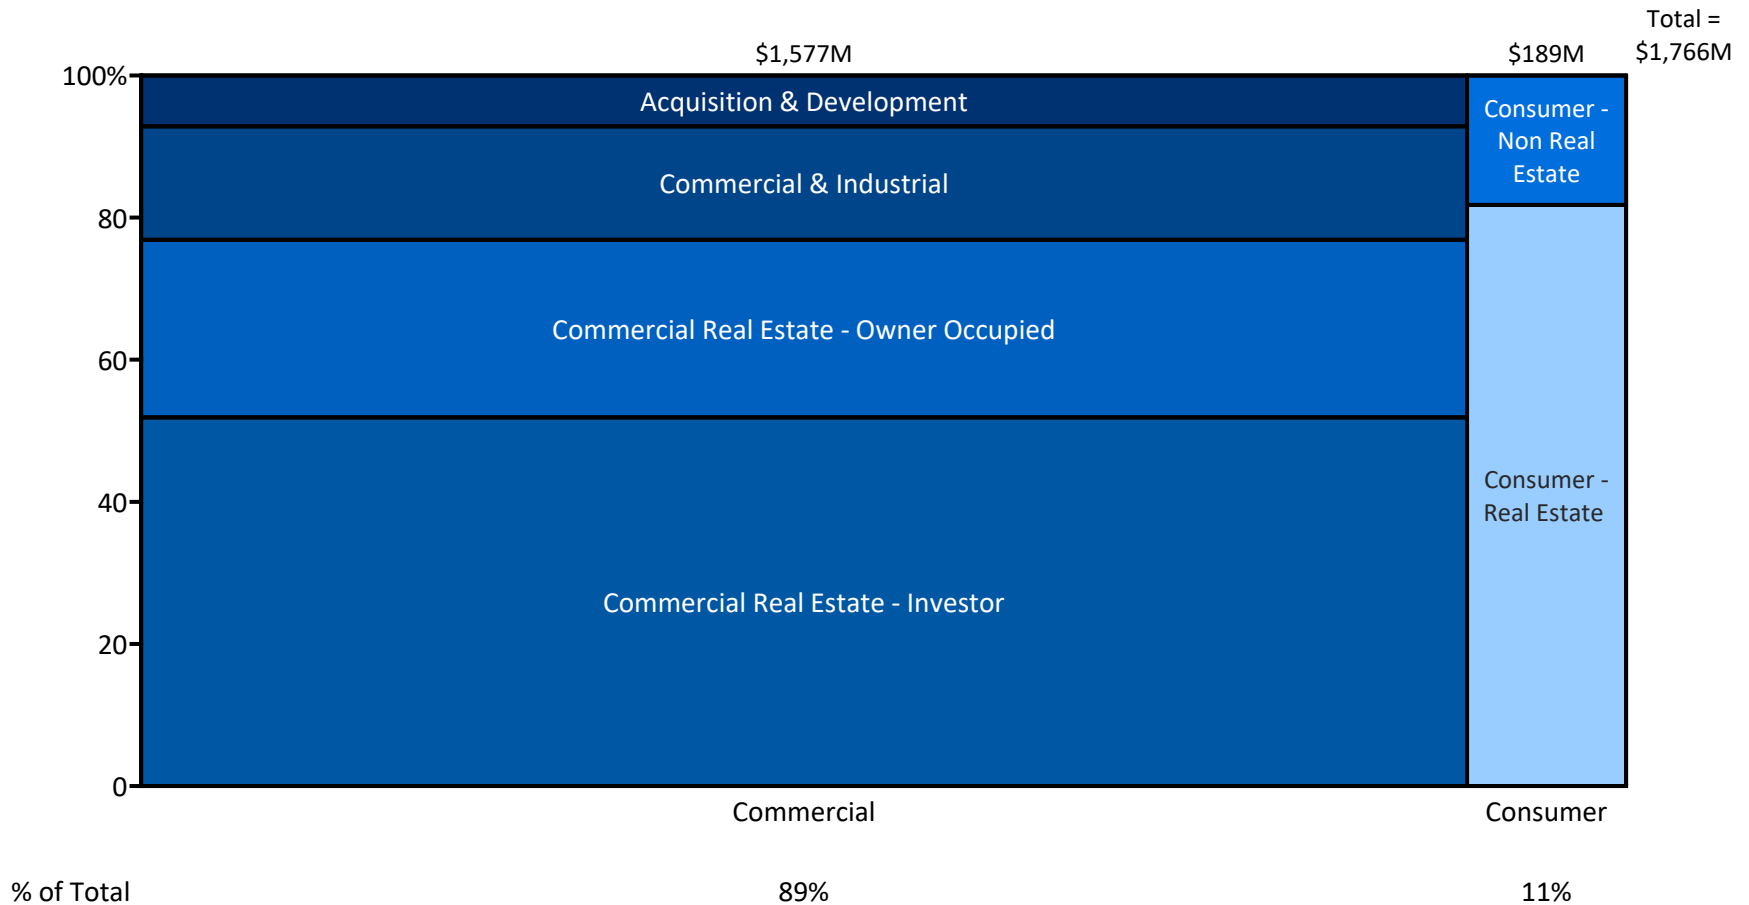 Total =
$1,766M
$1,577M
$189M
100%
80
60
40
20
0
Acquisition & Development
Commercial & Industrial
Commercial Real Estate - Owner Occupied
Commercial Real Estate - Investor
Consumer -
Non Real
Estate
Consumer -
Real Estate
Commercial
Consumer
% of Total
89%
11%